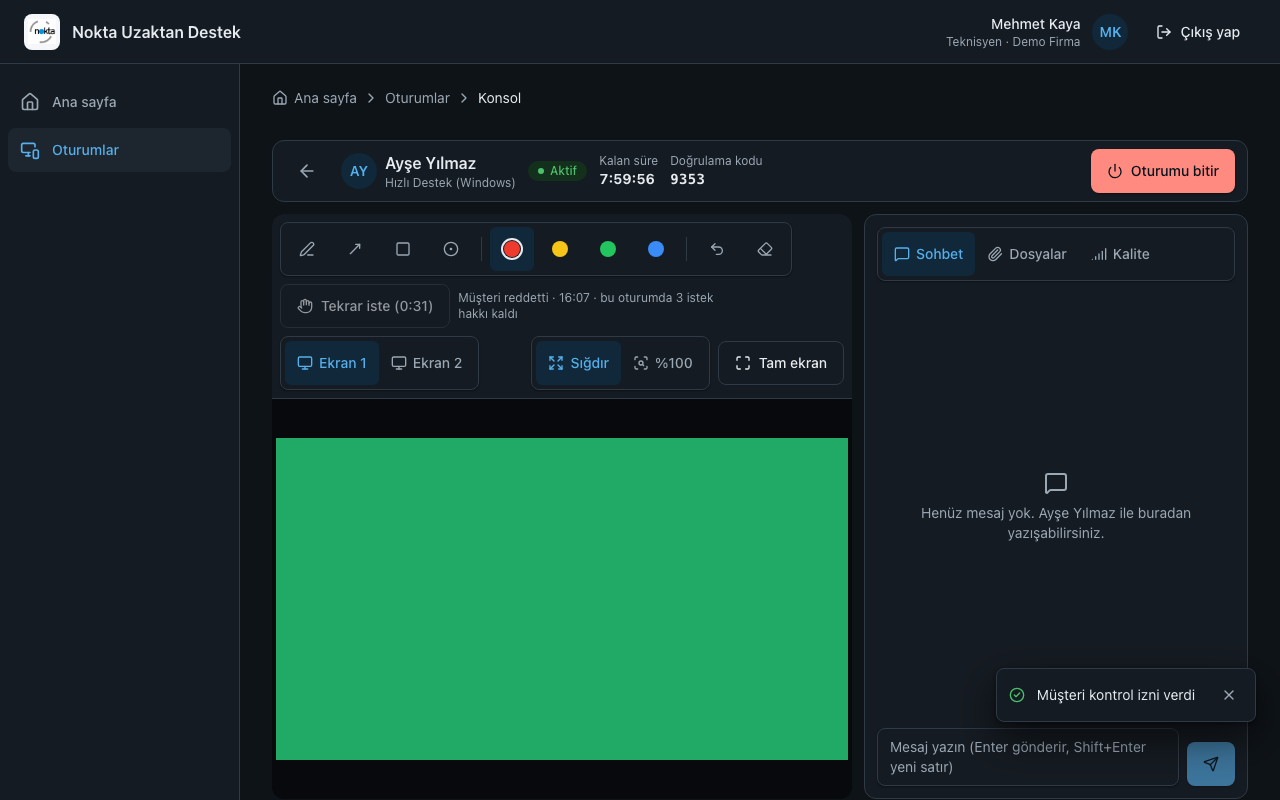 nokta
Nokta Uzaktan Destek
Mehmet Kaya
Teknisyen · Demo Firma
MK
Çıkış yap
Ana sayfa
Oturumlar
Ana sayfa > Oturumlar > Konsol
AY
Ayşe Yılmaz
Hızlı Destek (Windows)
Aktif
Kalan süre
7:59:56
Doğrulama kodu
9353
Oturumu bitir
Tekrar iste (0:31)
Müşteri reddetti · 16:07 · bu oturumda 3 istek
hakkı kaldı
Ekran 1
Ekran 2
Sığdır
%100
Tam ekran
Sohbet
Dosyalar
Kalite
Henüz mesaj yok. Ayşe Yılmaz ile buradan
yazışabilirsiniz.
Müşteri kontrol izni verdi
Mesaj yazın (Enter gönderir, Shift+Enter
yeni satır)